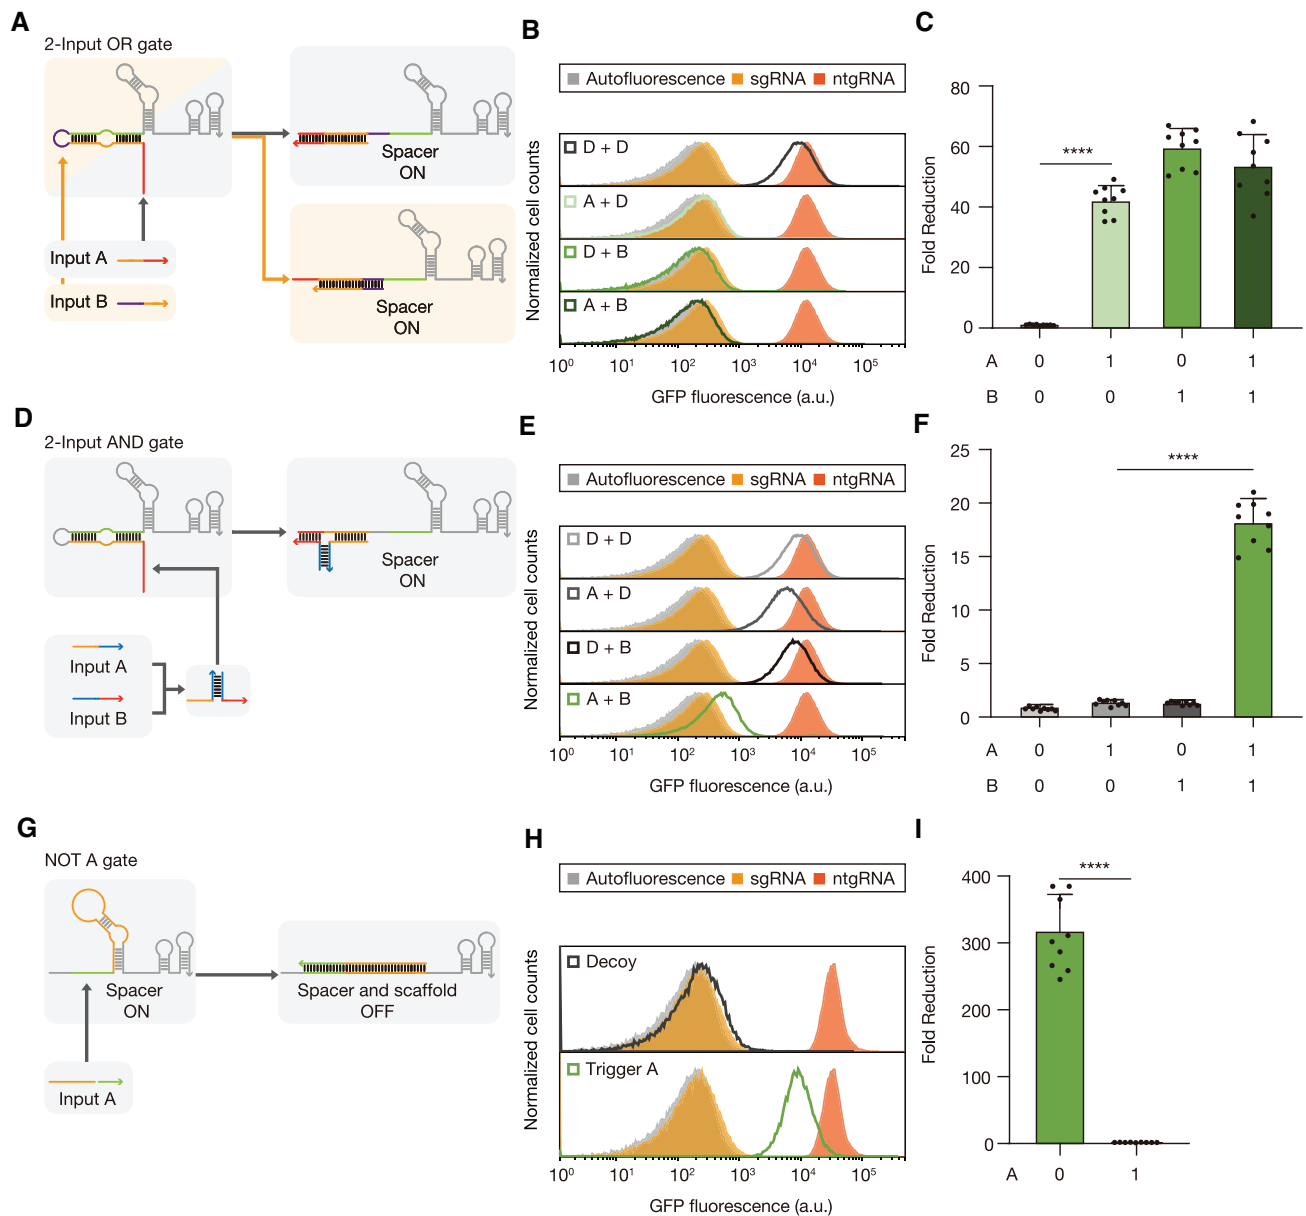 A
2-Input OR gate
Spacer
ON
Input A
Input B
Spacer
ON
B
Autofluorescence sgRNA ntgRNA
Normalized cell counts
D + D
A + D
D + B
A + B
10⁰ 10¹ 10² 10³ 10⁴ 10⁵
GFP fluorescence (a.u.)
C
Fold Reduction
80
60
40
20
0
****
A 0 1 0 1
B 0 0 1 1
D
2-Input AND gate
Spacer
ON
Input A
Input B
E
Autofluorescence sgRNA ntgRNA
Normalized cell counts
D + D
A + D
D + B
A + B
10⁰ 10¹ 10² 10³ 10⁴ 10⁵
GFP fluorescence (a.u.)
F
Fold Reduction
25
20
15
10
5
0
****
A 0 1 0 1
B 0 0 1 1
G
NOT A gate
Spacer
ON
Input A
Spacer and scaffold
OFF
H
Autofluorescence sgRNA ntgRNA
Normalized cell counts
Decoy
Trigger A
10⁰ 10¹ 10² 10³ 10⁴ 10⁵
GFP fluorescence (a.u.)
I
Fold Reduction
400
300
200
100
0
****
A 0 1